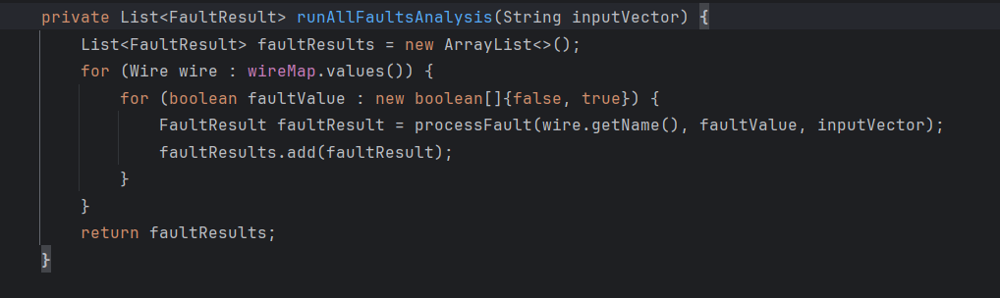 private List<FaultResult> runAllFaultsAnalysis(String inputVector) {
    List<FaultResult> faultResults = new ArrayList<>();
    for (Wire wire : wireMap.values()) {
        for (boolean faultValue : new boolean[]{false, true}) {
            FaultResult faultResult = processFault(wire.getName(), faultValue, inputVector);
            faultResults.add(faultResult);
        }
    }
    return faultResults;
}